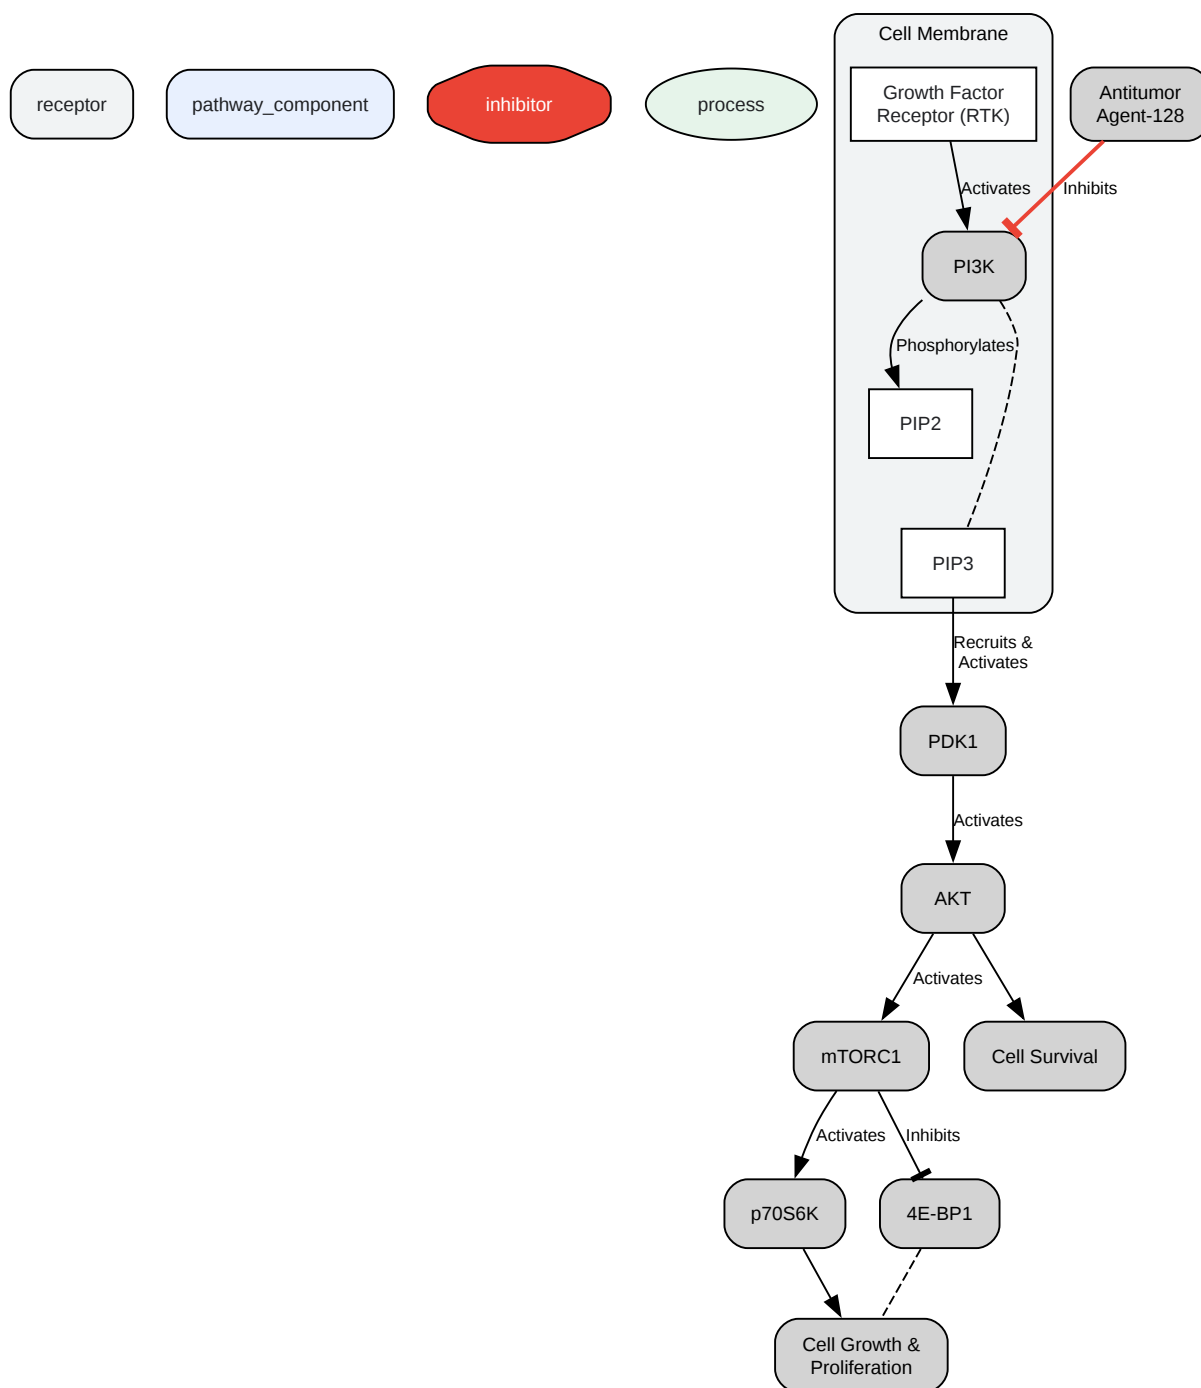 Cell Membrane
receptor
pathway_component
inhibitor
process
Growth Factor
Receptor (RTK)
Antitumor
Agent-128
Activates
Inhibits
PI3K
Phosphorylates
PIP2
PIP3
Recruits &
Activates
PDK1
Activates
AKT
Activates
mTORC1
Cell Survival
Activates
Inhibits
p70S6K
4E-BP1
Cell Growth &
Proliferation